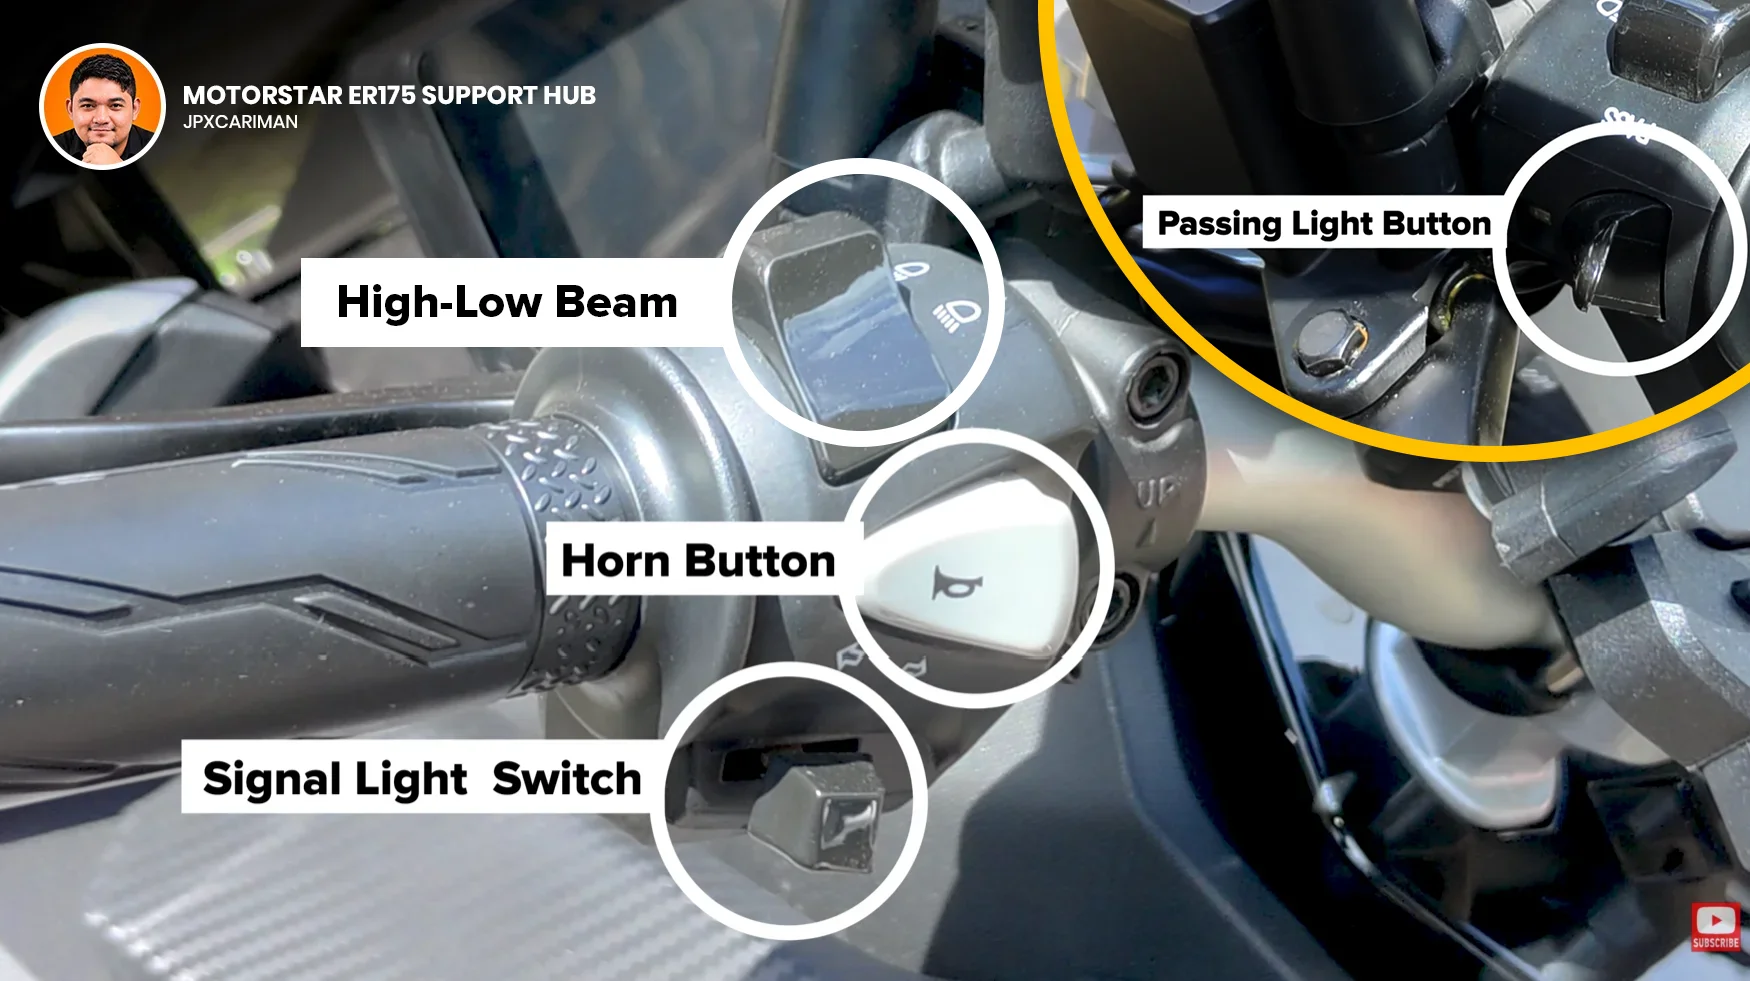 MOTORSTAR ER175 SUPPORT HUB
JPXCARIMAN
Passing Light Button
High-Low Beam
Horn Button
UP
Signal Light Switch
SUBSCRIBE